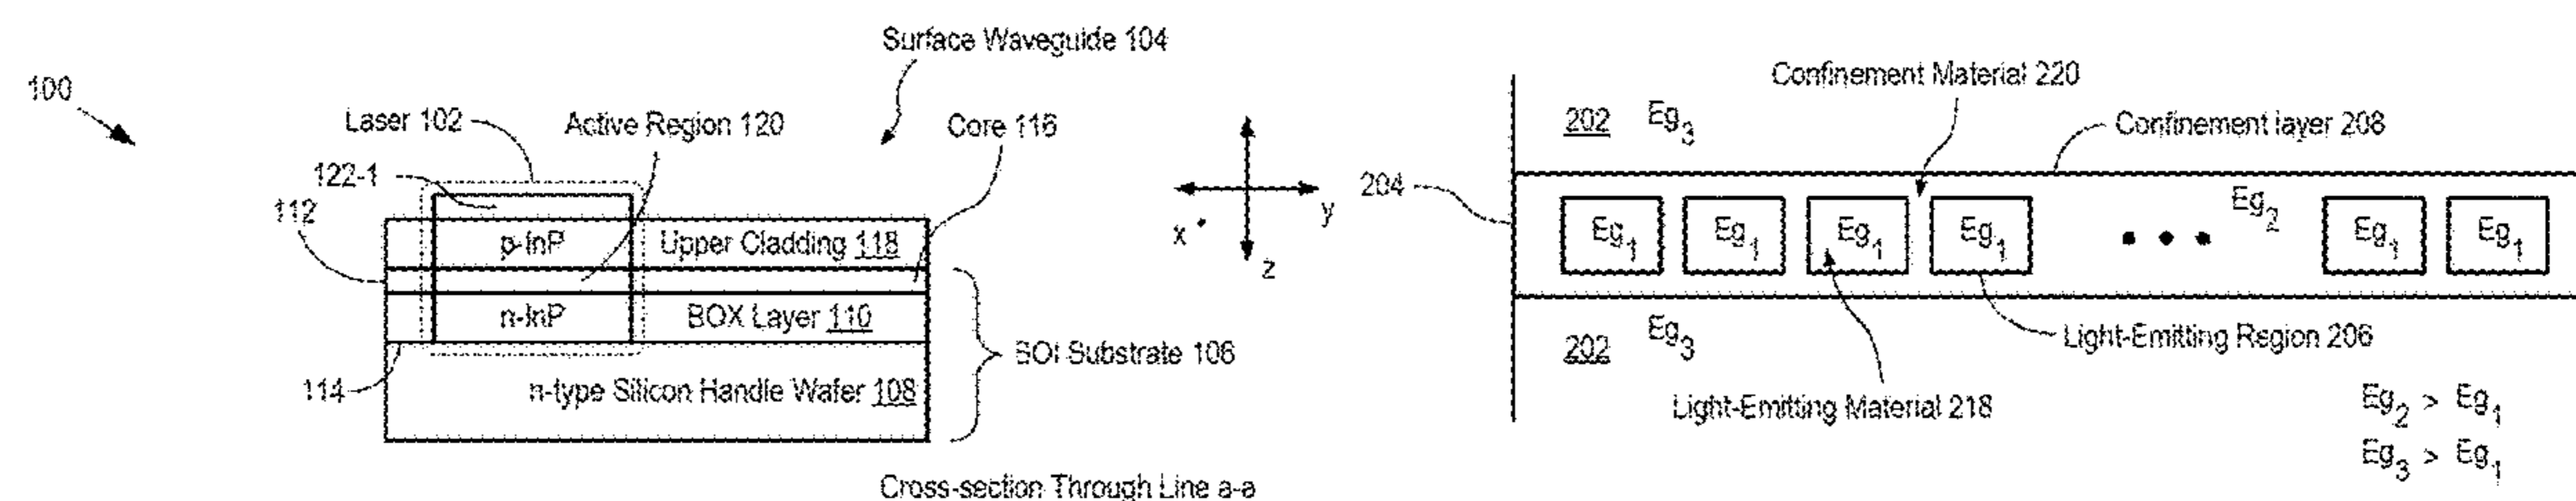 100
Surface Waveguide 104
Laser 102
Active Region 120
Core 116
122-1
112
p-InP
Upper Cladding 118
n-InP
BOX Layer 110
SOI Substrate 106
114
n-type Silicon Handle Wafer 108
Cross-section Through Line a-a
x
y
z
Confinement Material 220
202 Eg3
Confinement layer 208
204
Eg1 Eg1 Eg1 Eg1 • • • Eg2 Eg1 Eg1
202 Eg3
Light-Emitting Region 206
Light-Emitting Material 218
Eg2 > Eg1
Eg3 > Eg1